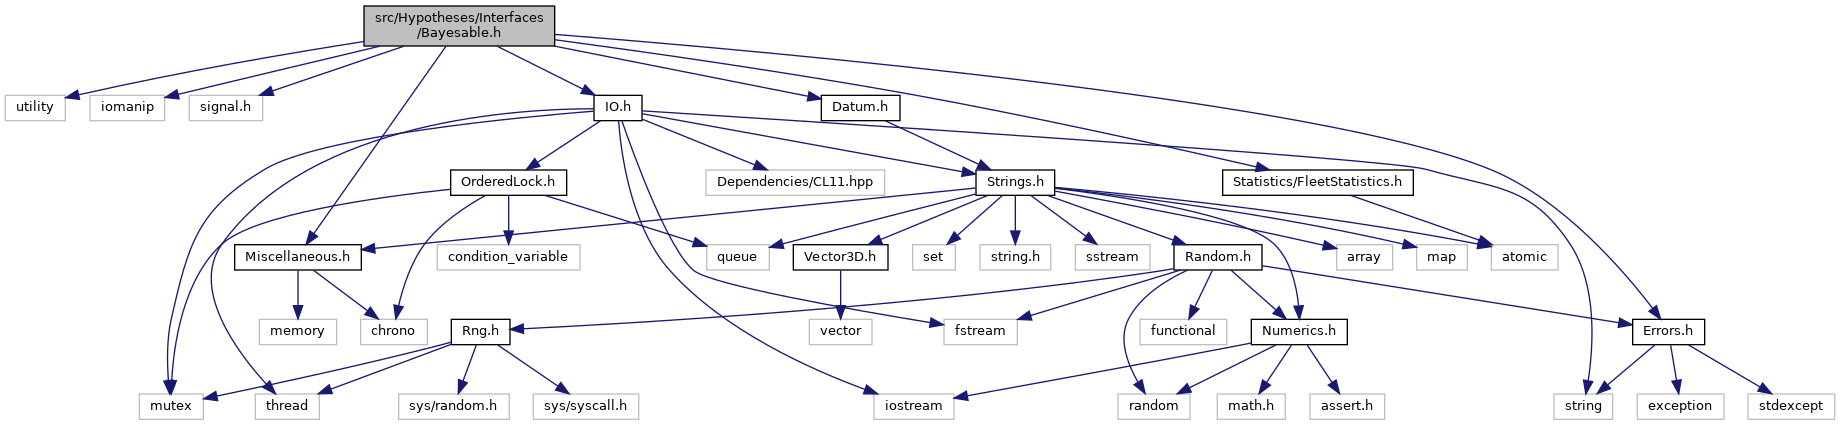 src/Hypotheses/Interfaces
/Bayesable.h
utility
iomanip
signal.h
IO.h
Datum.h
OrderedLock.h
Dependencies/CL11.hpp
Strings.h
Statistics/FleetStatistics.h
Miscellaneous.h
condition_variable
queue
Vector3D.h
set
string.h
sstream
Random.h
array
map
atomic
memory
chrono
Rng.h
vector
fstream
functional
Numerics.h
Errors.h
mutex
thread
sys/random.h
sys/syscall.h
iostream
random
math.h
assert.h
string
exception
stdexcept